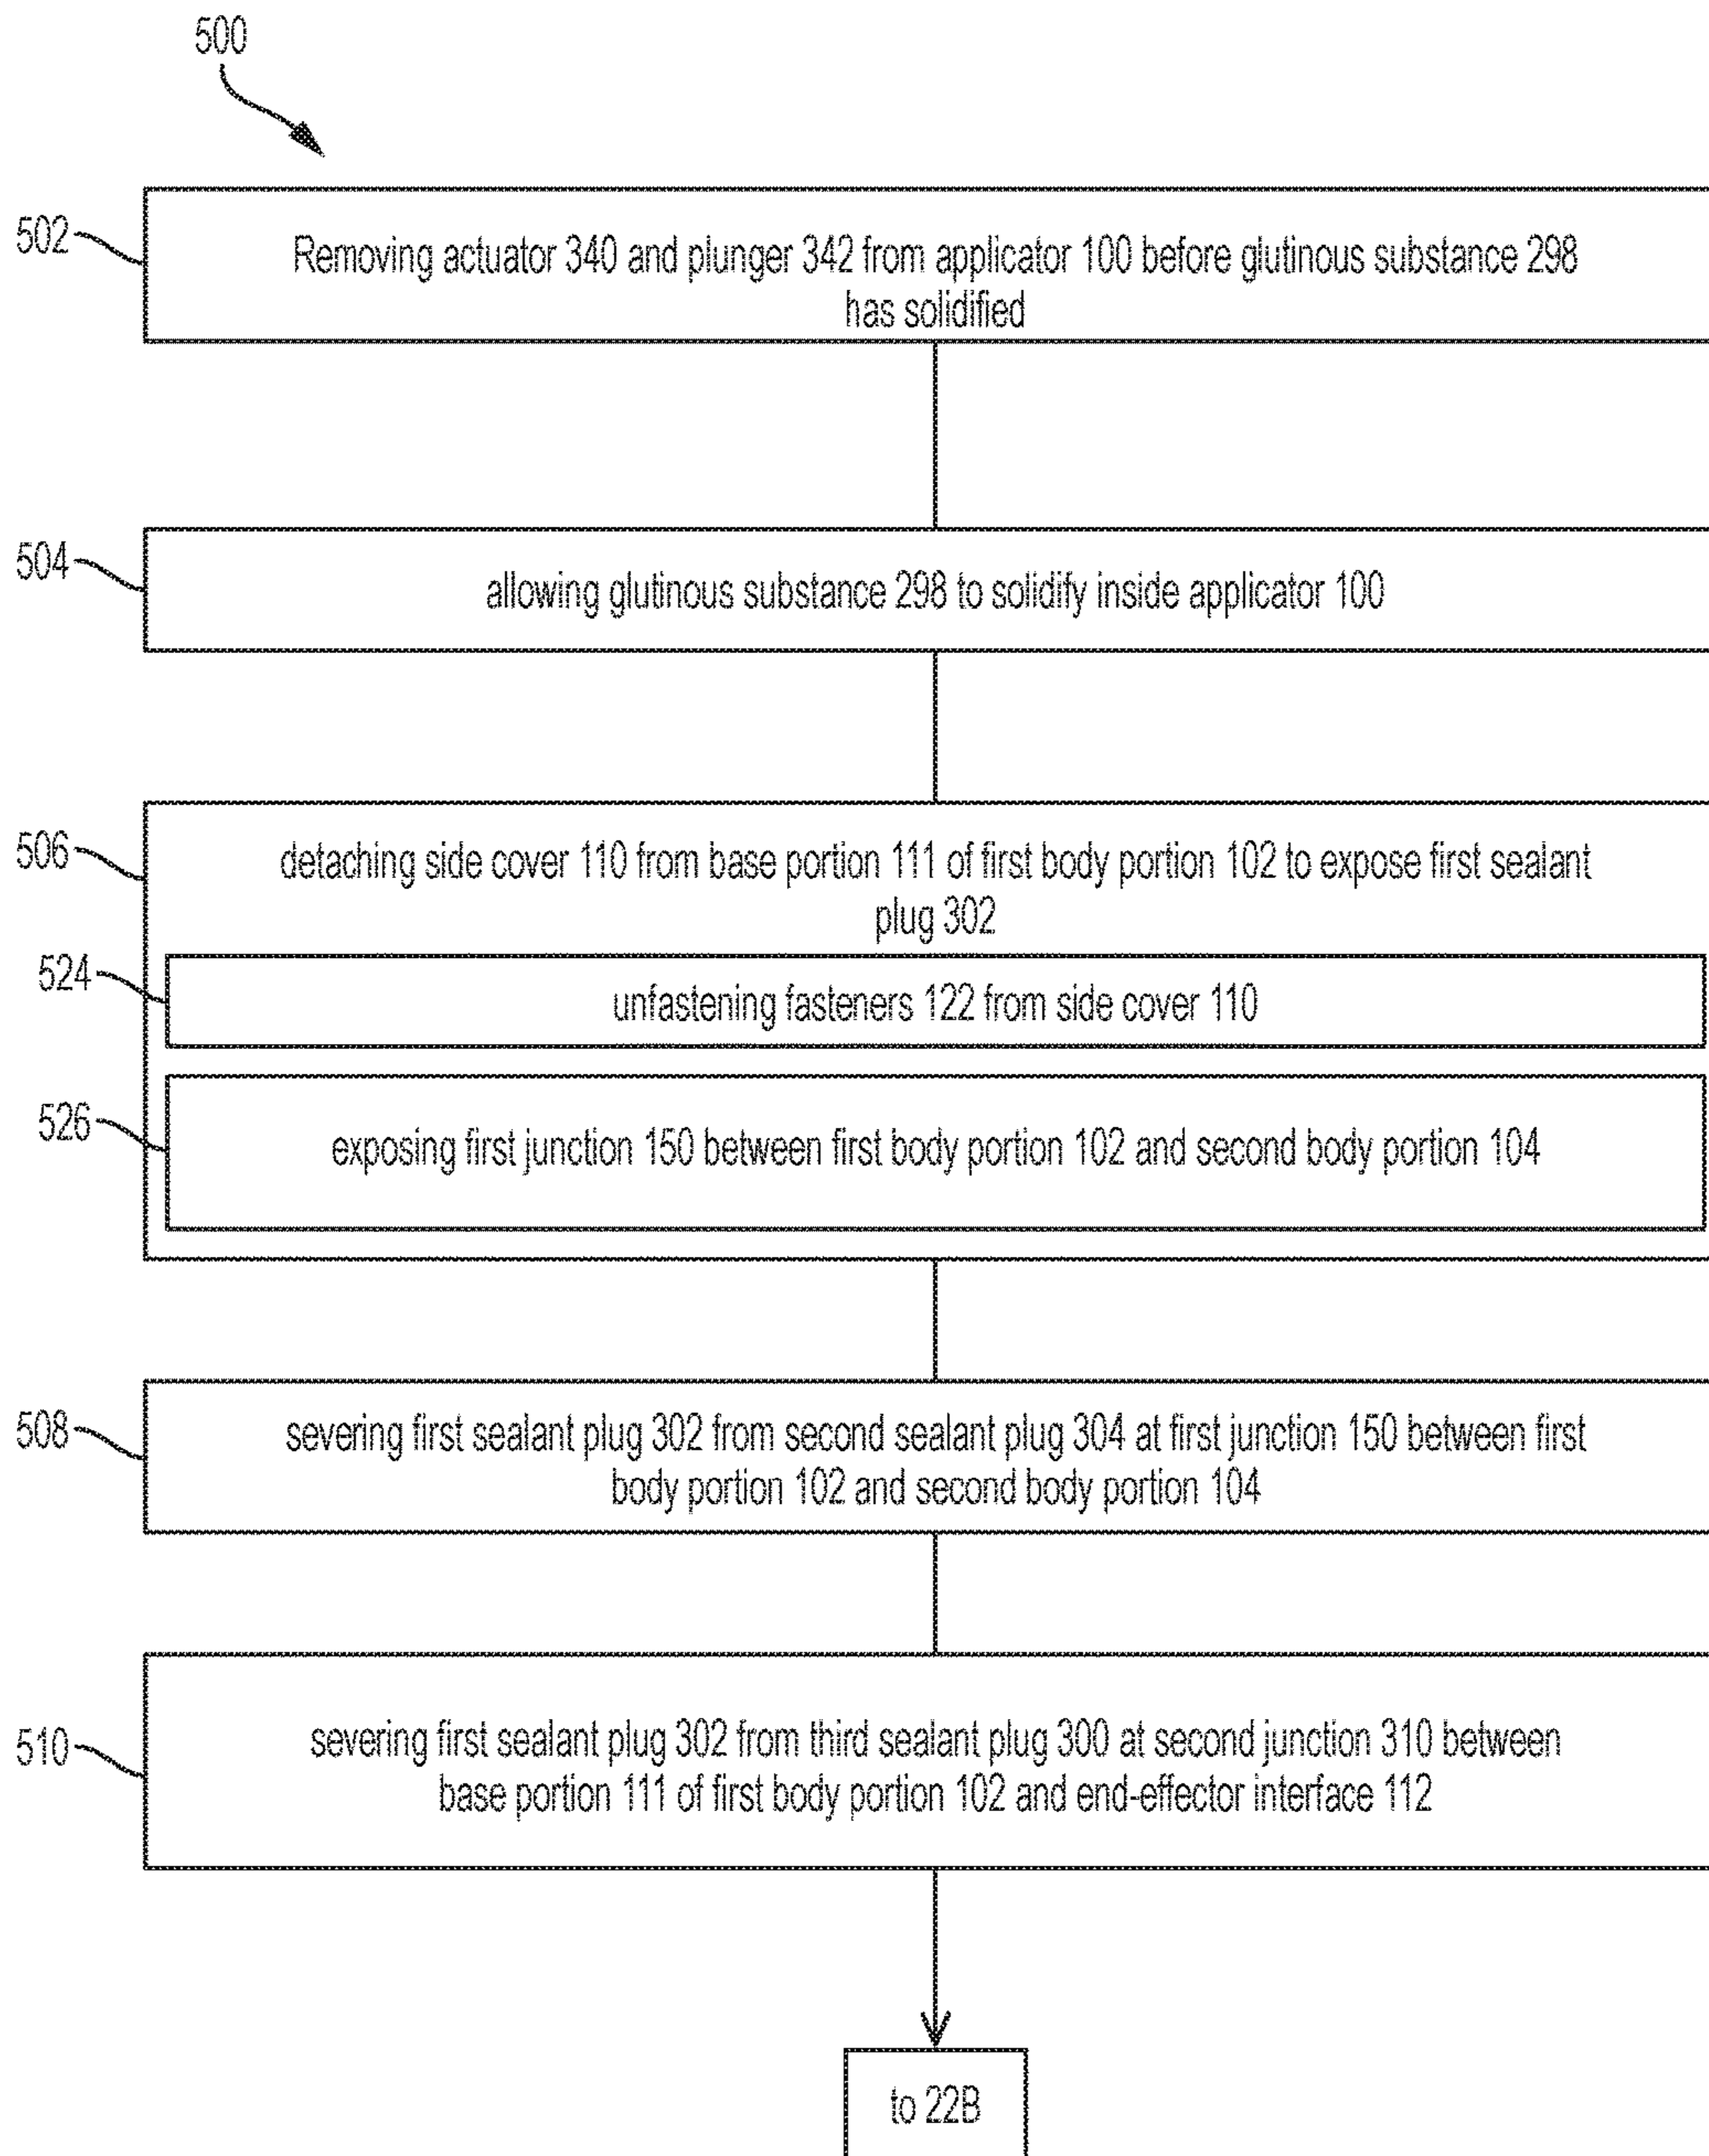 500
502
Removing actuator 340 and plunger 342 from applicator 100 before glutinous substance 298
has solidified
504
allowing glutinous substance 298 to solidify inside applicator 100
506
detaching side cover 110 from base portion 111 of first body portion 102 to expose first sealant
plug 302
524
unfastening fasteners 122 from side cover 110
526
exposing first junction 150 between first body portion 102 and second body portion 104
508
severing first sealant plug 302 from second sealant plug 304 at first junction 150 between first
body portion 102 and second body portion 104
510
severing first sealant plug 302 from third sealant plug 300 at second junction 310 between
base portion 111 of first body portion 102 and end-effector interface 112
to 22B